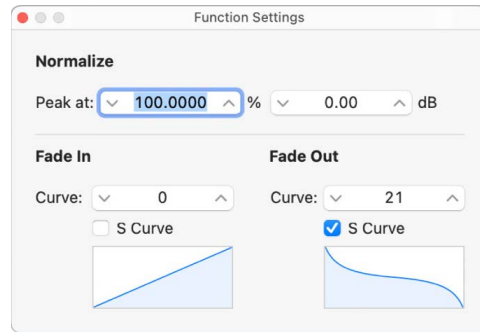 Function Settings
Normalize
Peak at: 100.0000 % 0.00 dB
Fade In Fade Out
Curve: 0 Curve: 21
S Curve S Curve